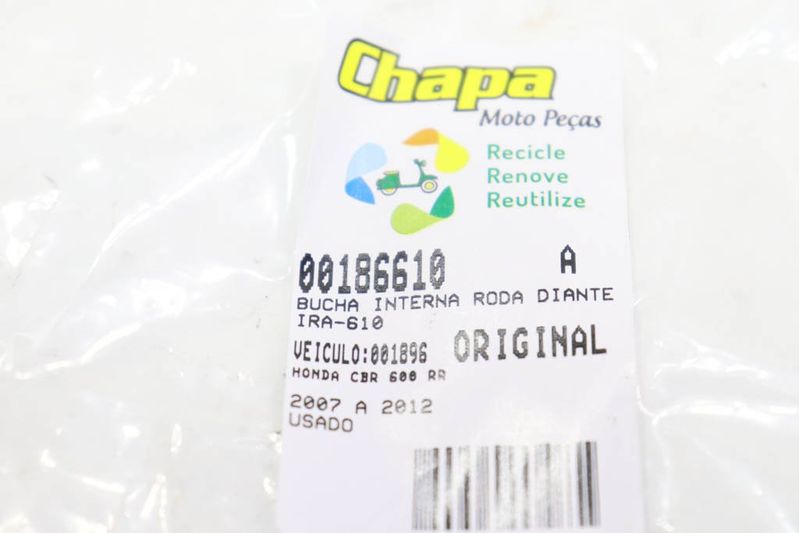 Chapa
Moto Peças
Recicle
Renove
Reutilize
00186610 A
BUCHA INTERNA RODA DIANTE
IRA-610
VEICULO:001896 ORIGINAL
HONDA CBR 600 RR
2007 A 2012
USADO